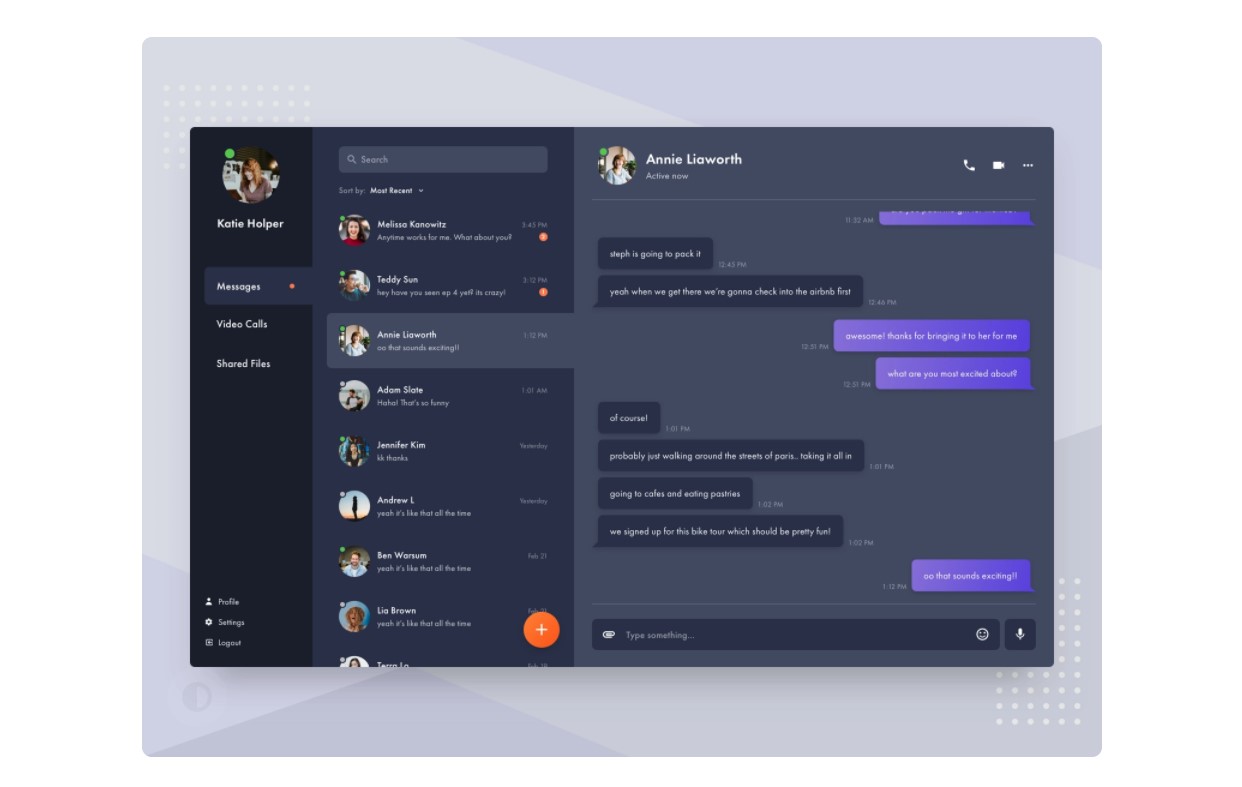 Katie Holper
Messages
Video Calls
Shared Files
Profile
Settings
Logout
Search
Sort by: Most Recent
Melissa Kanowitz 3:45 PM
Anytime works for me. What about you?
Teddy Sun 3:12 PM
hey have you seen ep 4 yet? its crazy! 1
Annie Liaworth 1:12 PM
oo that sounds exciting!!
Adam Slate 1:01 AM
Haha! That's so funny
Jennifer Kim Yesterday
kk thanks
Andrew L Yesterday
yeah it's like that all the time
Ben Warsum Feb 21
yeah it's like that all the time
Lia Brown
yeah it's like that all the time
Annie Liaworth
Active now
11:32 AM
steph is going to pack it
12:45 PM
yeah when we get there we're gonna check into the airbnb first
12:46 PM
awesome! thanks for bringing it to her for me
12:51 PM
what are you most excited about?
12:51 PM
of course!
1:01 PM
probably just walking around the streets of paris.. taking it all in
1:01 PM
going to cafes and eating pastries
1:02 PM
we signed up for this bike tour which should be pretty fun!
1:02 PM
oo that sounds exciting!!
1:12 PM
Type something...